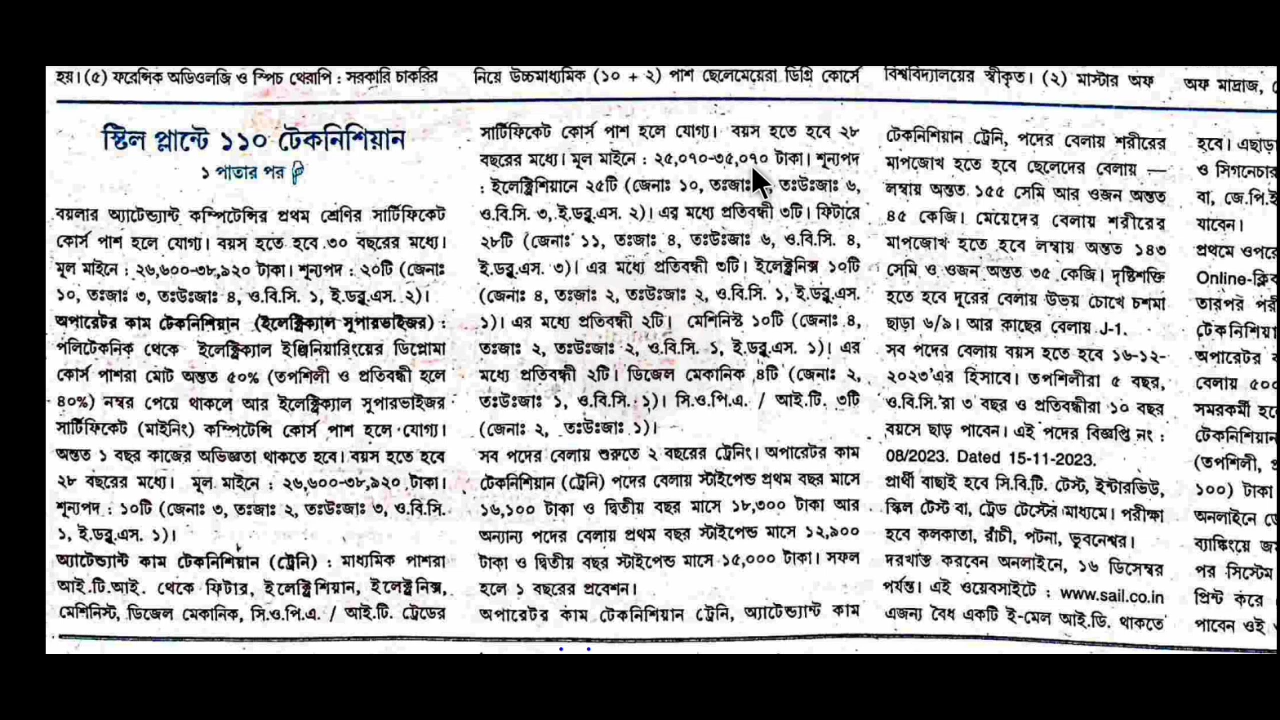 হয়। (৫) ফরেন্সিক অডিওলজি ও স্পিচ থেরাপি : সরকারি চাকরির
নিয়ে উচ্চমাধ্যমিক (১০ + ২) পাশ ছেলেমেয়েরা ডিগ্রি কোর্সে
বিশ্ববিদ্যালয়ের স্বীকৃত। (২) মাস্টার অফ
অফ মাদ্রাজ,
স্টিল প্লান্টে ১১০ টেকনিশিয়ান
১ পাতার পর
বয়লার অ্যাটেন্ড্যান্ট কম্পিটেন্সির প্রথম শ্রেণির সার্টিফিকেট
কোর্স পাশ হলে যোগ্য। বয়স হতে হবে ৩০ বছরের মধ্যে।
মূল মাইনে : ২৬,৬০০-৩৮,৯২০ টাকা। শূন্যপদ : ২০টি (জেনাঃ
১০, তঃজাঃ ৩, তঃউঃজাঃ ৪, ও.বি.সি. ১, ই.ডব্লু.এস. ২)।
অপারেটর কাম টেকনিশিয়ান (ইলেক্ট্রিক্যাল সুপারভাইজর) :
পলিটেকনিক থেকে ইলেক্ট্রিক্যাল ইঞ্জিনিয়ারিংয়ের ডিপ্লোমা
কোর্স পাশরা মোট অন্তত ৫০% (তপশিলী ও প্রতিবন্ধী হলে
৪০%) নম্বর পেয়ে থাকলে আর ইলেক্ট্রিক্যাল সুপারভাইজর
সার্টিফিকেট (মাইনিং) কম্পিটেন্সি কোর্স পাশ হলে যোগ্য।
অন্তত ১ বছর কাজের অভিজ্ঞতা থাকতে হবে। বয়স হতে হবে
২৮ বছরের মধ্যে। মূল মাইনে : ২৬,৬০০-৩৮,৯২০ টাকা।
শূন্যপদ : ১০টি (জেনাঃ ৩, তঃজাঃ ২, তঃউঃজাঃ ৩, ও.বি.সি.
১, ই.ডব্লু.এস. ১)।
অ্যাটেন্ড্যান্ট কাম টেকনিশিয়ান (ট্রেনি) : মাধ্যমিক পাশরা
আই.টি.আই. থেকে ফিটার, ইলেক্ট্রিশিয়ান, ইলেক্ট্রনিক্স,
মেশিনিস্ট, ডিজেল মেকানিক, সি.ও.পি.এ. / আই.টি. ট্রেডের
সার্টিফিকেট কোর্স পাশ হলে যোগ্য। বয়স হতে হবে ২৮
বছরের মধ্যে। মূল মাইনে : ২৫,০৭০-৩৫,০৭০ টাকা। শূন্যপদ
: ইলেক্ট্রিশিয়ানে ২৫টি (জেনাঃ ১০, তঃজাঃ তঃউঃজাঃ ৬,
ও.বি.সি. ৩, ই.ডব্লু.এস. ২)। এর মধ্যে প্রতিবন্ধী ৩টি। ফিটারে
২৮টি (জেনাঃ ১১, তঃজাঃ ৪, তঃউঃজাঃ ৬, ও.বি.সি. ৪,
ই.ডব্লু.এস. ৩)। এর মধ্যে প্রতিবন্ধী ৩টি। ইলেক্ট্রনিক্স ১০টি
(জেনাঃ ৪, তঃজাঃ ২, তঃউঃজাঃ ২, ও.বি.সি. ১, ই.ডব্লু.এস.
১)। এর মধ্যে প্রতিবন্ধী ২টি। মেশিনিস্ট ১০টি (জেনাঃ ৪,
তঃজাঃ ২, তঃউঃজাঃ ২, ও.বি.সি. ১, ই.ডব্লু.এস. ১)। এর
মধ্যে প্রতিবন্ধী ২টি। ডিজেল মেকানিক ৪টি (জেনাঃ ২,
তঃউঃজাঃ ১, ও.বি.সি. ১)। সি.ও.পি.এ. / আই.টি. ৩টি
(জেনাঃ ২, তঃউঃজাঃ ১)।
সব পদের বেলায় শুরুতে ২ বছরের ট্রেনিং। অপারেটর কাম
টেকনিশিয়ান (ট্রেনি) পদের বেলায় স্টাইপেন্ড প্রথম বছর মাসে
১৬,১০০ টাকা ও দ্বিতীয় বছর মাসে ১৮,৩০০ টাকা আর
অন্যান্য পদের বেলায় প্রথম বছর স্টাইপেন্ড মাসে ১২,৯০০
টাকা ও দ্বিতীয় বছর স্টাইপেন্ড মাসে ১৫,০০০ টাকা। সফল
হলে ১ বছরের প্রবেশন।
অপারেটর কাম টেকনিশিয়ান ট্রেনি, অ্যাটেন্ড্যান্ট কাম
টেকনিশিয়ান ট্রেনি, পদের বেলায় শরীরের
মাপজোখ হতে হবে ছেলেদের বেলায় —
লম্বায় অন্তত ১৫৫ সেমি আর ওজন অন্তত
৪৫ কেজি। মেয়েদের বেলায় শরীরের
মাপজোখ হতে হবে লম্বায় অন্তত ১৪৩
সেমি ও ওজন অন্তত ৩৫ কেজি। দৃষ্টিশক্তি
হতে হবে দূরের বেলায় উভয় চোখে চশমা
ছাড়া ৬/৯। আর কাছের বেলায় J-1.
সব পদের বেলায় বয়স হতে হবে ১৬-১২-
২০২৩'এর হিসাবে। তপশিলীরা ৫ বছর,
ও.বি.সি.'রা ৩ বছর ও প্রতিবন্ধীরা ১০ বছর
বয়সে ছাড় পাবেন। এই পদের বিজ্ঞপ্তি নং :
08/2023. Dated 15-11-2023.
প্রার্থী বাছাই হবে সি.বি.টি. টেস্ট, ইন্টারভিউ,
স্কিল টেস্ট বা, ট্রেড টেস্টের মাধ্যমে। পরীক্ষা
হবে কলকাতা, রাঁচী, পটনা, ভুবনেশ্বর।
দরখাস্ত করবেন অনলাইনে, ১৬ ডিসেম্বর
পর্যন্ত। এই ওয়েবসাইটে : www.sail.co.in
এজন্য বৈধ একটি ই-মেল আই.ডি. থাকতে
হবে। এছাড়
ও সিগনেচার
বা, জে.পি.ই
যাবেন।
প্রথমে ওপরে
Online-ক্লিব
তারপর পরী
টেকনিশিয়া
অপারেটর ব
বেলায় ৫০০
সমরকর্মী হ
টেকনিশিয়ান
(তপশিলী, প্র
১০০) টাকা
অনলাইনে
ব্যাঙ্কিংয়ে জ
পর সিস্টেম
প্রিন্ট করে
পাবেন ওই